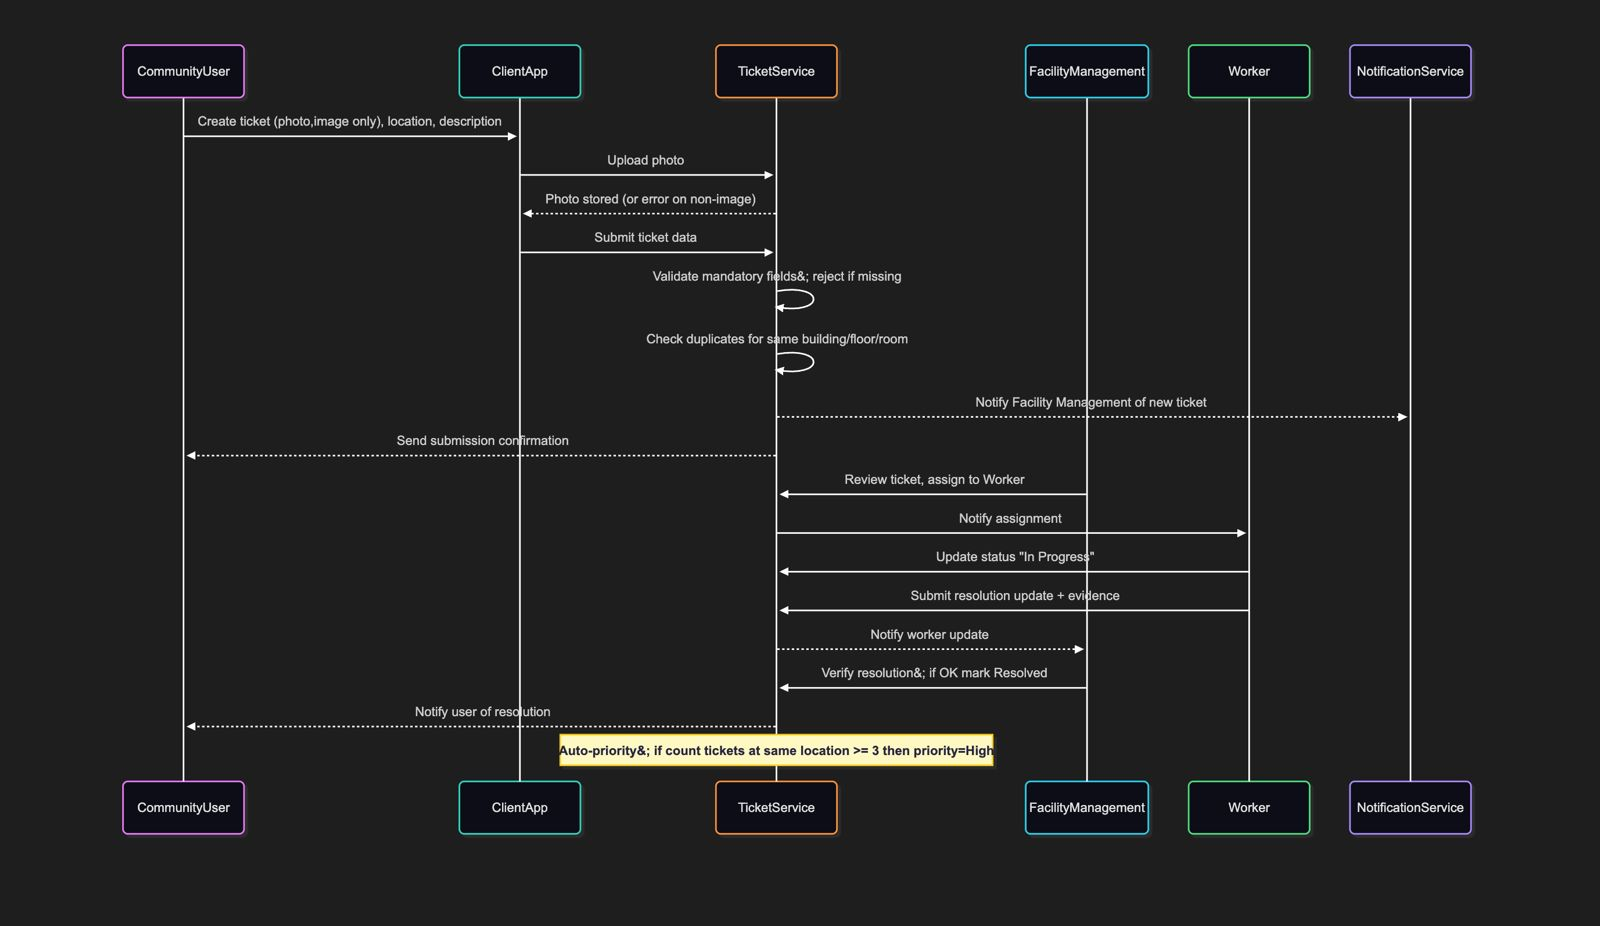 CommunityUser
ClientApp
TicketService
FacilityManagement
Worker
NotificationService
Create ticket (photo,image only), location, description
Upload photo
Photo stored (or error on non-image)
Submit ticket data
Validate mandatory fields&; reject if missing
Check duplicates for same building/floor/room
Notify Facility Management of new ticket
Send submission confirmation
Review ticket, assign to Worker
Notify assignment
Update status "In Progress"
Submit resolution update + evidence
Notify worker update
Verify resolution&; if OK mark Resolved
Notify user of resolution
Auto-priority&; if count tickets at same location >= 3 then priority=High
CommunityUser
ClientApp
TicketService
FacilityManagement
Worker
NotificationService